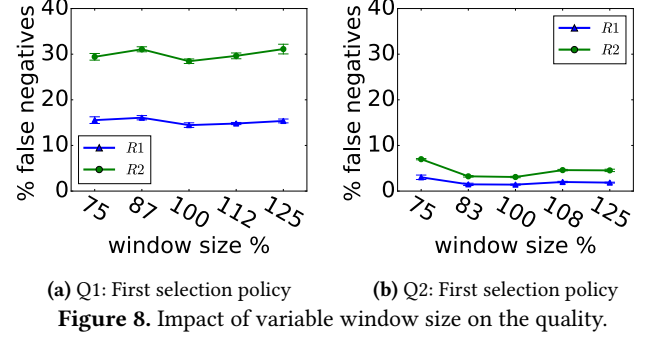 % false negatives
40
30
20
10
0
R1
R2
75
87
100
112
125
window size %
(a) Q1: First selection policy
% false negatives
40
30
20
10
0
R1
R2
75
83
100
108
125
window size %
(b) Q2: First selection policy
Figure 8. Impact of variable window size on the quality.